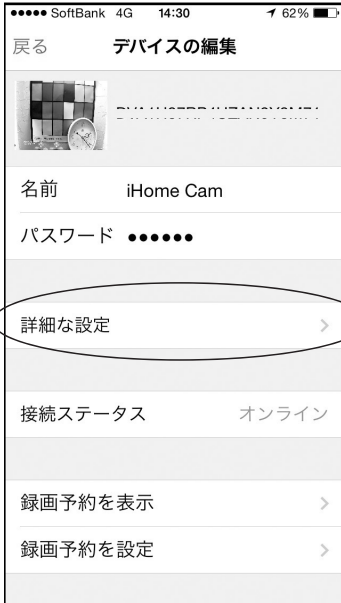 SoftBank 4G 14:30 62%
戻る デバイスの編集
名前 iHome Cam
パスワード ●●●●●●
詳細な設定
接続ステータス オンライン
録画予約を表示
録画予約を設定